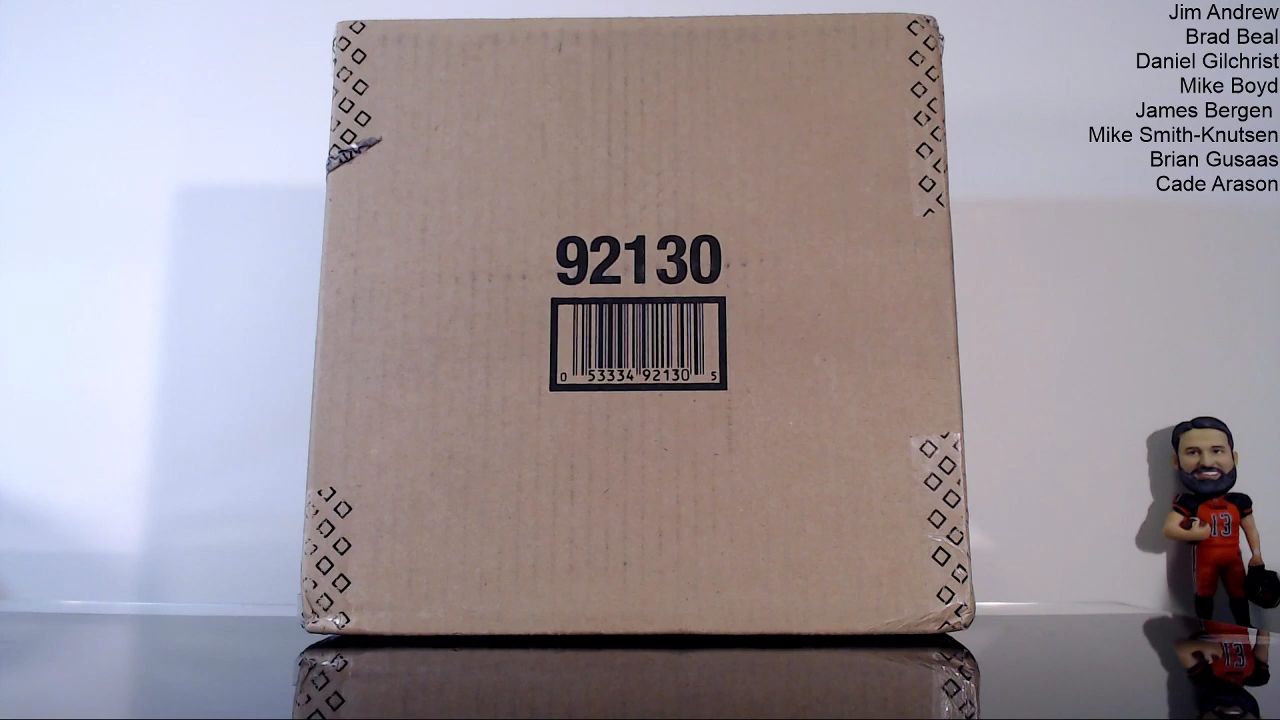 Jim Andrew
Brad Beal
Daniel Gilchrist
Mike Boyd
James Bergen
Mike Smith-Knutsen
Brian Gusaas
Cade Arason
92130
0 53334 92130 5
13
13